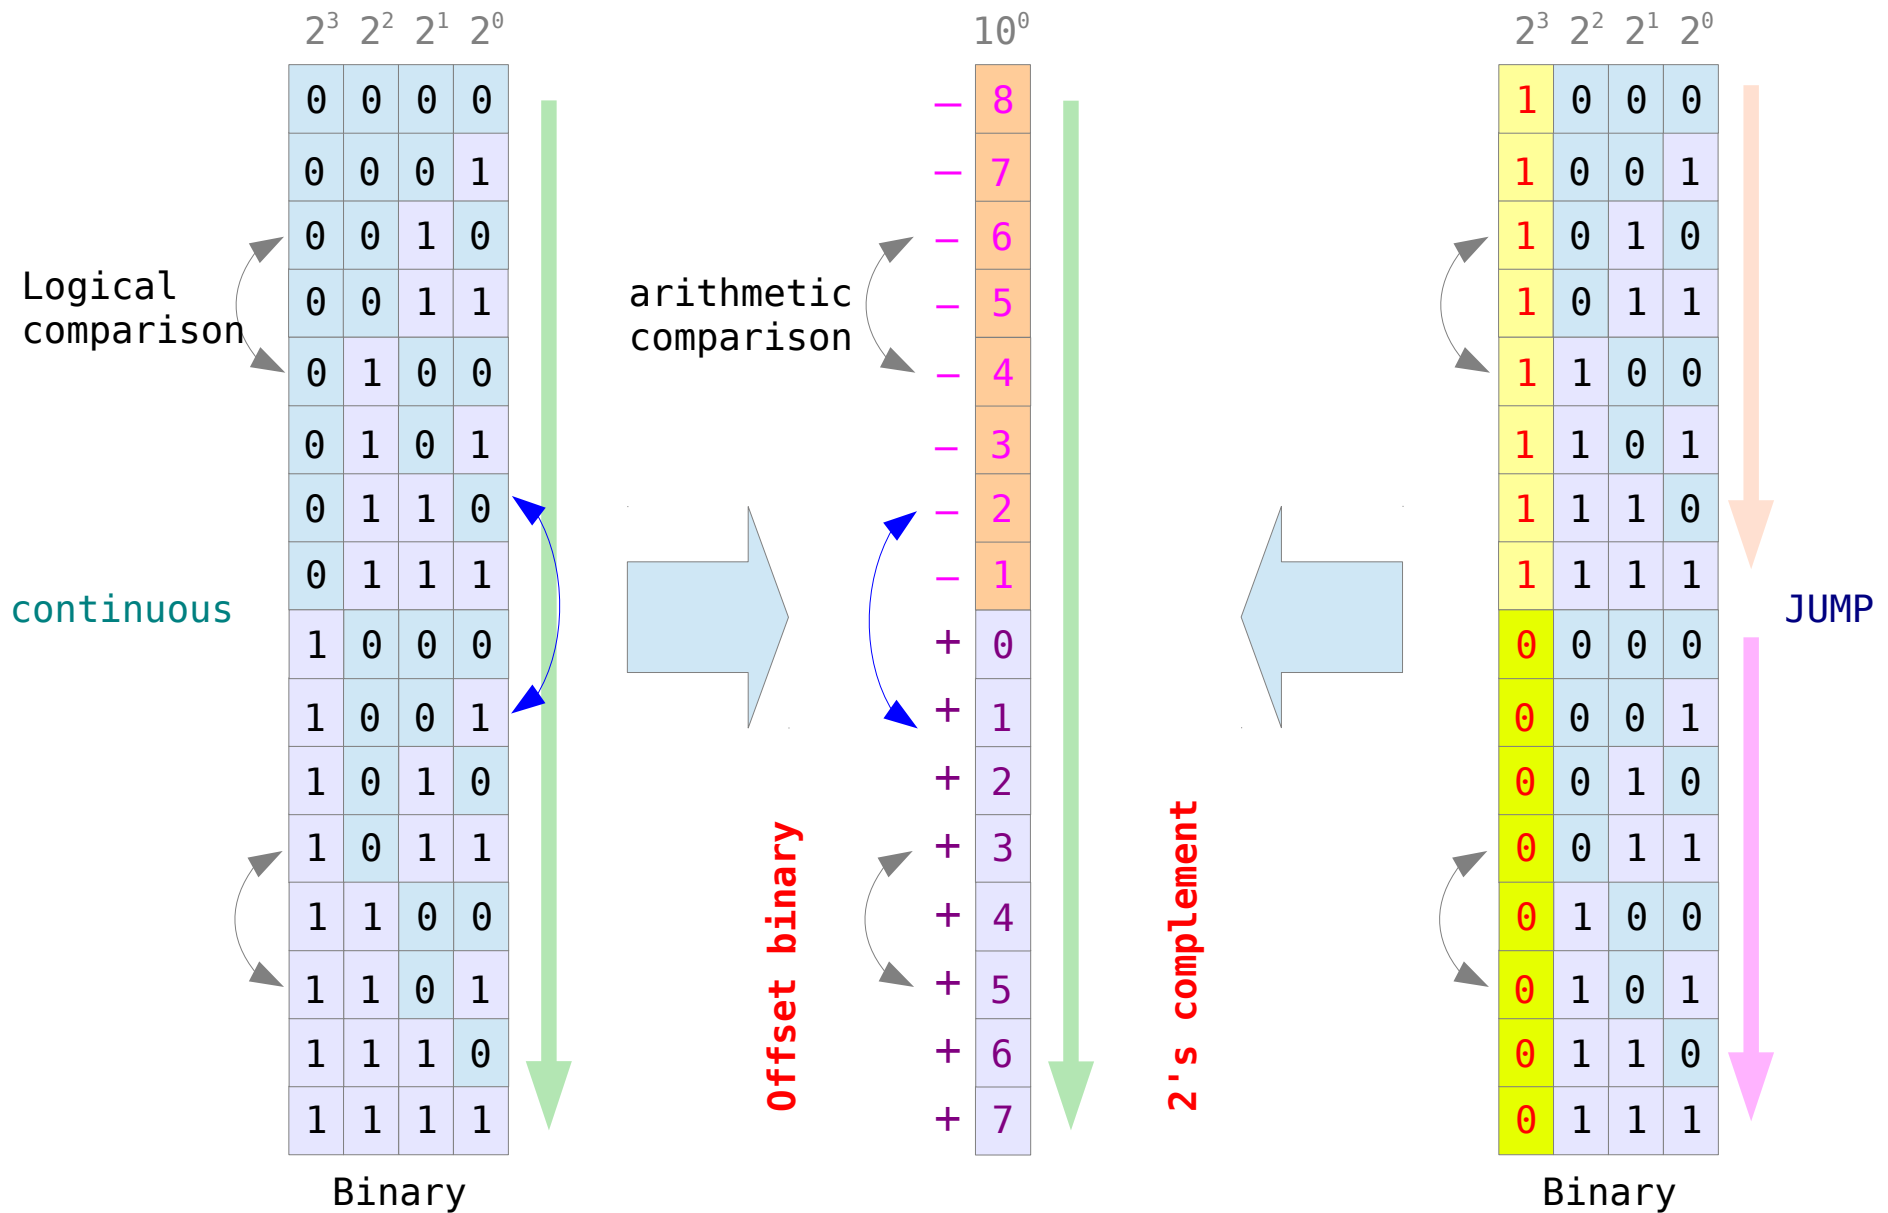 2³ 2² 2¹ 2⁰ 10⁰ 2³ 2² 2¹ 2⁰
0 0 0 0 – 8 1 0 0 0
0 0 0 1 – 7 1 0 0 1
0 0 1 0 – 6 1 0 1 0
Logical
comparison
arithmetic
comparison
0 0 1 1 – 5 1 0 1 1
0 1 0 0 – 4 1 1 0 0
0 1 0 1 – 3 1 1 0 1
0 1 1 0 – 2 1 1 1 0
0 1 1 1 – 1 1 1 1 1
continuous
JUMP
1 0 0 0 + 0 0 0 0 0
1 0 0 1 + 1 0 0 0 1
1 0 1 0 + 2 0 0 1 0
1 0 1 1 + 3 0 0 1 1
1 1 0 0 + 4 0 1 0 0
1 1 0 1 + 5 0 1 0 1
1 1 1 0 + 6 0 1 1 0
1 1 1 1 + 7 0 1 1 1
Offset binary
2's complement
Binary
Binary